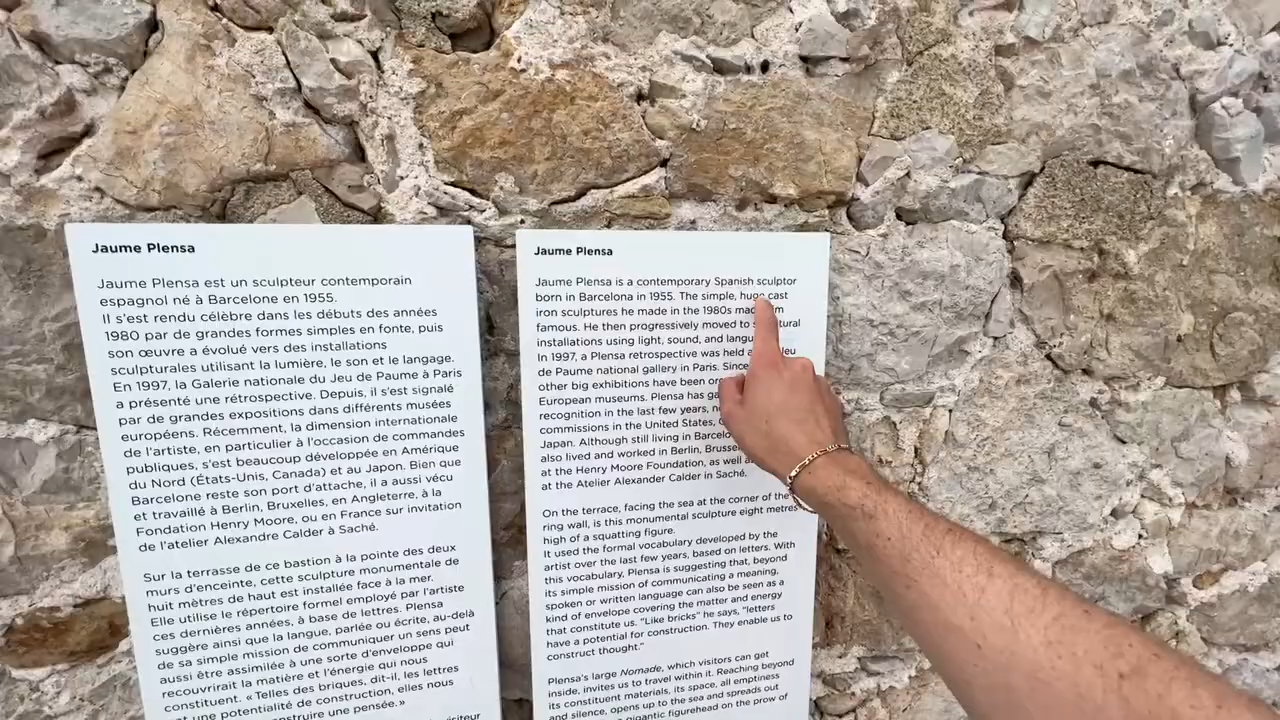 Jaume Plensa
Jaume Plensa est un sculpteur contemporain
espagnol né à Barcelone en 1955.
Il s'est rendu célèbre dans les débuts des années
1980 par de grandes formes simples en fonte, puis
son œuvre a évolué vers des installations
sculpturales utilisant la lumière, le son et le langage.
En 1997, la Galerie nationale du Jeu de Paume à Paris
a présenté une rétrospective. Depuis, il s'est signalé
par de grandes expositions dans différents musées
européens. Récemment, la dimension internationale
de l'artiste, en particulier à l'occasion de commandes
publiques, s'est beaucoup développée en Amérique
du Nord (États-Unis, Canada) et au Japon. Bien que
Barcelone reste son port d'attache, il a aussi vécu
et travaillé à Berlin, Bruxelles, en Angleterre, à la
Fondation Henry Moore, ou en France sur invitation
de l'atelier Alexandre Calder à Saché.
Sur la terrasse de ce bastion à la pointe des deux
murs d'enceinte, cette sculpture monumentale de
huit mètres de haut est installée face à la mer.
Elle utilise le répertoire formel employé par l'artiste
ces dernières années, à base de lettres. Plensa
suggère ainsi que la langue, parlée ou écrite, au-delà
de sa simple mission de communiquer un sens peut
aussi être assimilée à une sorte d'enveloppe qui
recouvrirait la matière et l'énergie qui nous
constituent. « Telles des briques, dit-il, les lettres
une potentialité de construction, elles nous
construire une pensée. »
visiteur
Jaume Plensa
Jaume Plensa is a contemporary Spanish sculptor
born in Barcelona in 1955. The simple, huge cast
iron sculptures he made in the 1980s
famous. He then progressively moved to
installations using light, sound, and
In 1997, a Plensa retrospective was held
de Paume national gallery in Paris. Since
other big exhibitions have been
European museums. Plensa has
recognition in the last few years,
commissions in the United States,
Japan. Although still living in
also lived and worked in Berlin,
at the Henry Moore Foundation, as well
at the Atelier Alexander Calder in Saché.
On the terrace, facing the sea at the corner of the
ring wall, is this monumental sculpture eight metres
high of a squatting figure.
It used the formal vocabulary developed by the
artist over the last few years, based on letters. With
this vocabulary, Plensa is suggesting that, beyond
its simple mission of communicating a meaning,
spoken or written language can also be seen as a
kind of envelope covering the matter and energy
that constitute us. "Like bricks" he says, "letters
have a potential for construction. They enable us to
construct thought."
Plensa's large Nomade, which visitors can get
inside, invites us to travel within it. Reaching beyond
its constituent materials, its space, all emptiness
and silence, opens up to the sea and spreads out
gigantic figurehead on the prow of